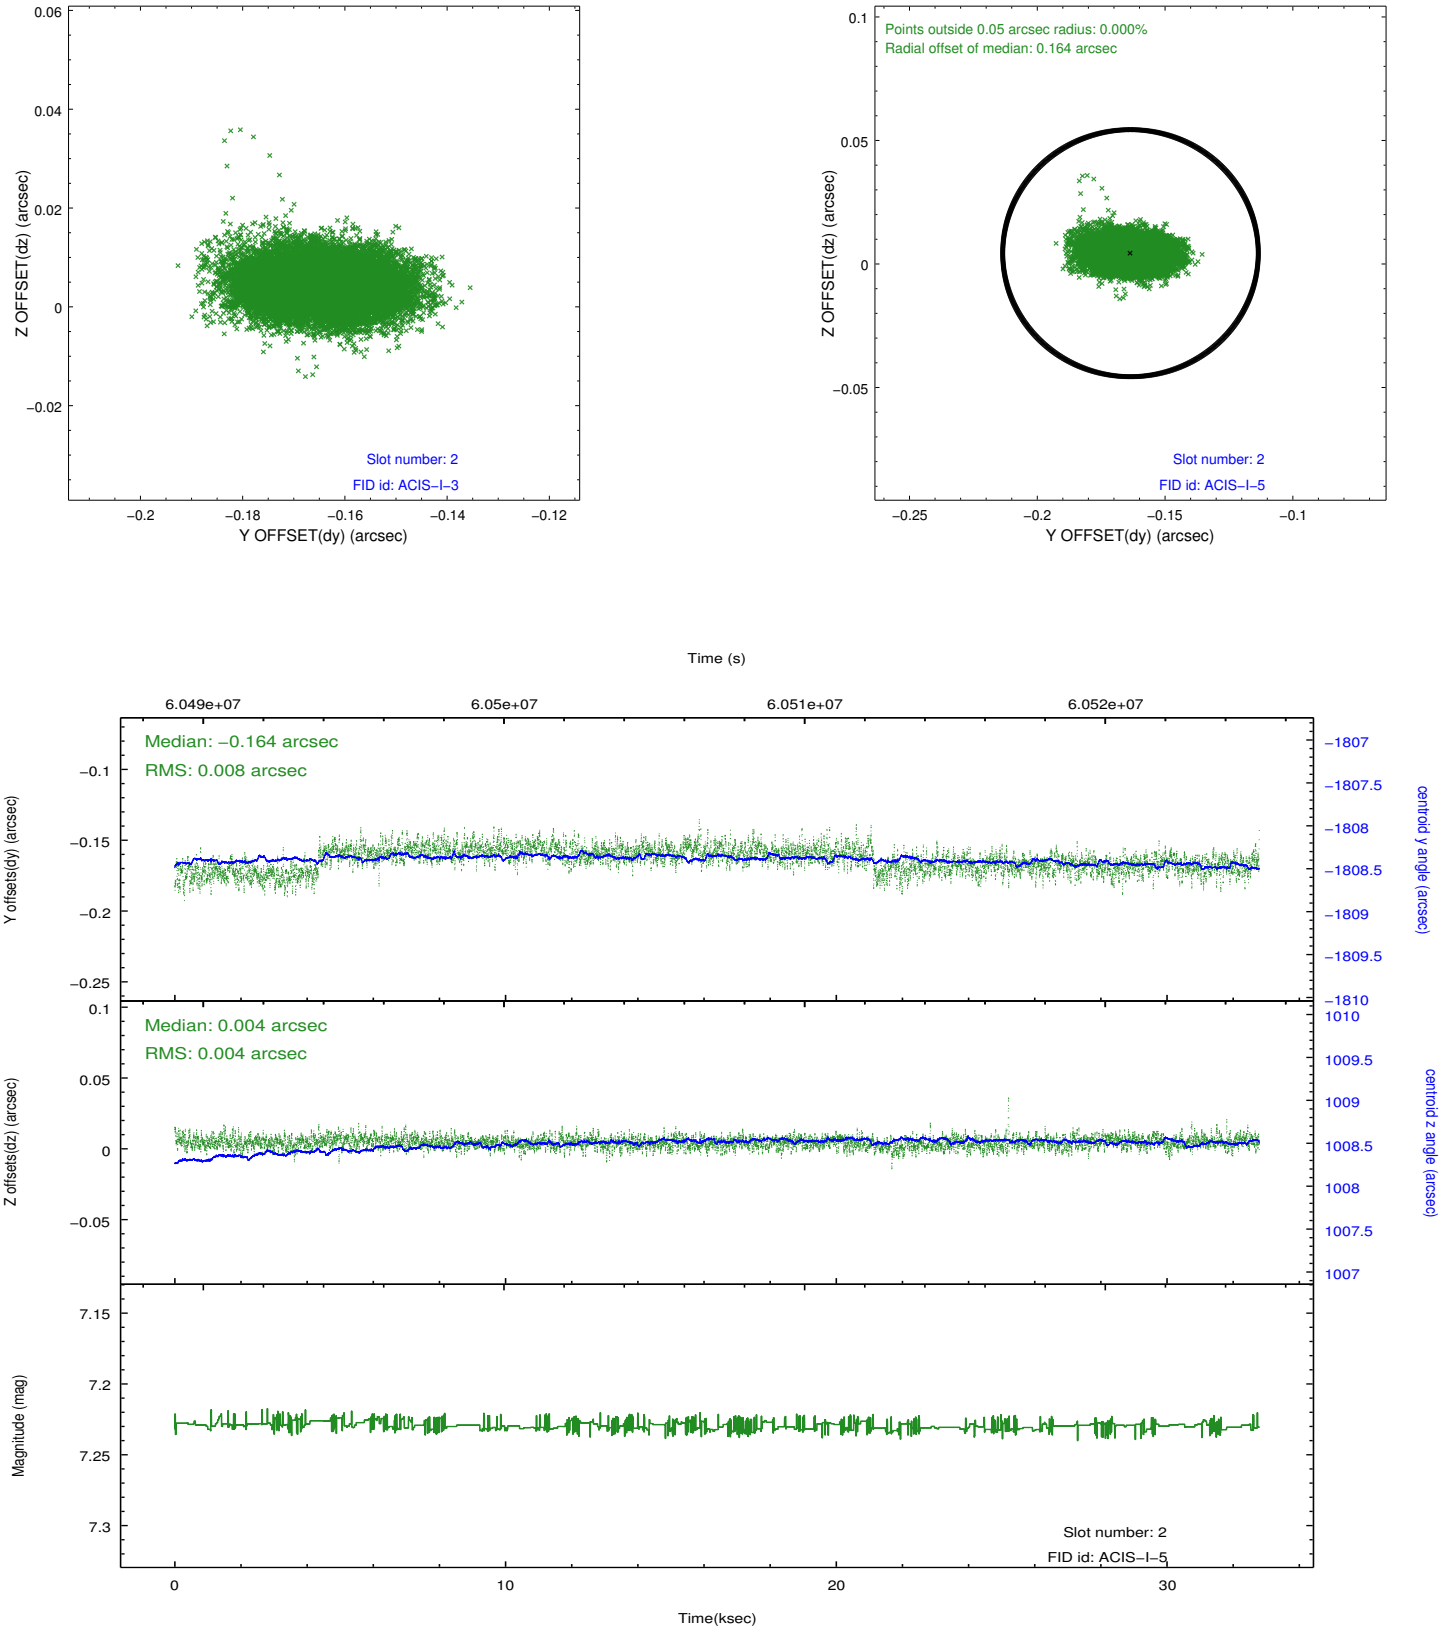 0.06
0.04
0.02
0
−0.02
Z OFFSET(dz) (arcsec)
Slot number: 2
FID id: ACIS−I−3
−0.2
−0.18
−0.16
−0.14
−0.12
Y OFFSET(dy) (arcsec)
Points outside 0.05 arcsec radius: 0.000%
Radial offset of median: 0.164 arcsec
0.1
0.05
0
−0.05
Z OFFSET(dz) (arcsec)
Slot number: 2
FID id: ACIS−I−5
−0.25
−0.2
−0.15
−0.1
Y OFFSET(dy) (arcsec)
Time (s)
6.049e+07
6.05e+07
6.051e+07
6.052e+07
Median: −0.164 arcsec
RMS: 0.008 arcsec
−0.1
−0.15
−0.2
−0.25
Y offsets(dy) (arcsec)
−1807
−1807.5
−1808
−1808.5
−1809
−1809.5
−1810
centroid y angle (arcsec)
Median: 0.004 arcsec
RMS: 0.004 arcsec
0.1
0.05
0
−0.05
Z offsets(dz) (arcsec)
1010
1009.5
1009
1008.5
1008
1007.5
1007
centroid z angle (arcsec)
7.15
7.2
7.25
7.3
Magnitude (mag)
Slot number: 2
FID id: ACIS−I−5
0
10
20
30
Time(ksec)